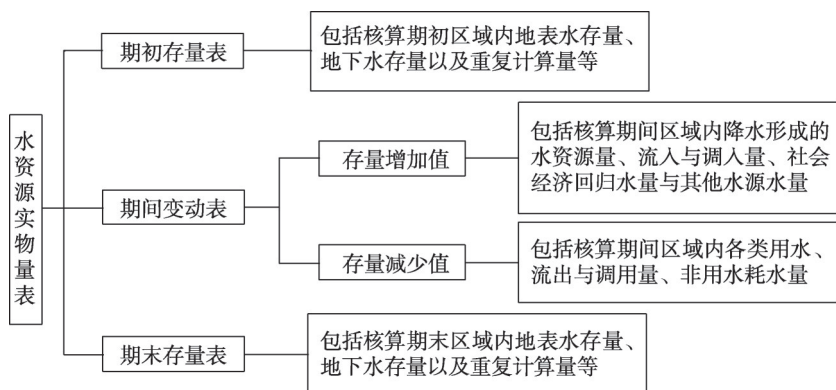 水资源实物量表
期初存量表
包括核算期初区域内地表水存量、
地下水存量以及重复计算量等
期间变动表
存量增加值
包括核算期间区域内降水形成的
水资源量、流入与调入量、社会
经济回归水量与其他水源水量
存量减少值
包括核算期间区域内各类用水、
流出与调用量、非用水耗水量
期末存量表
包括核算期末区域内地表水存量、
地下水存量以及重复计算量等